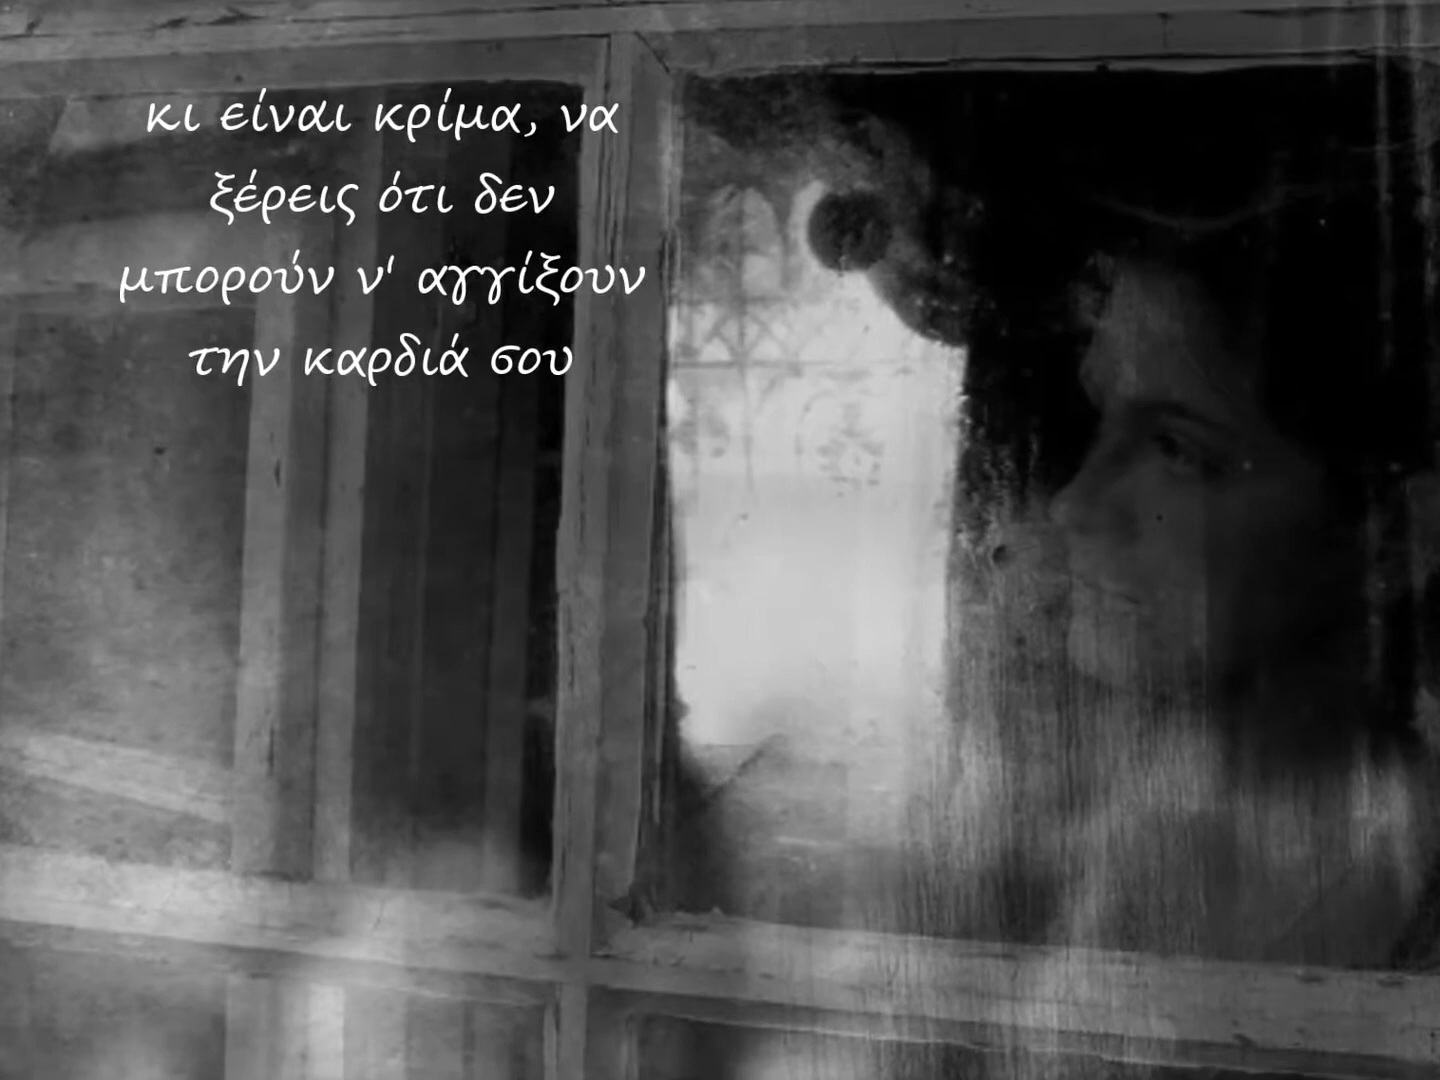 κι είναι κρίμα, να
ξέρεις ότι δεν
μπορούν ν' αγγίξουν
την καρδιά σου